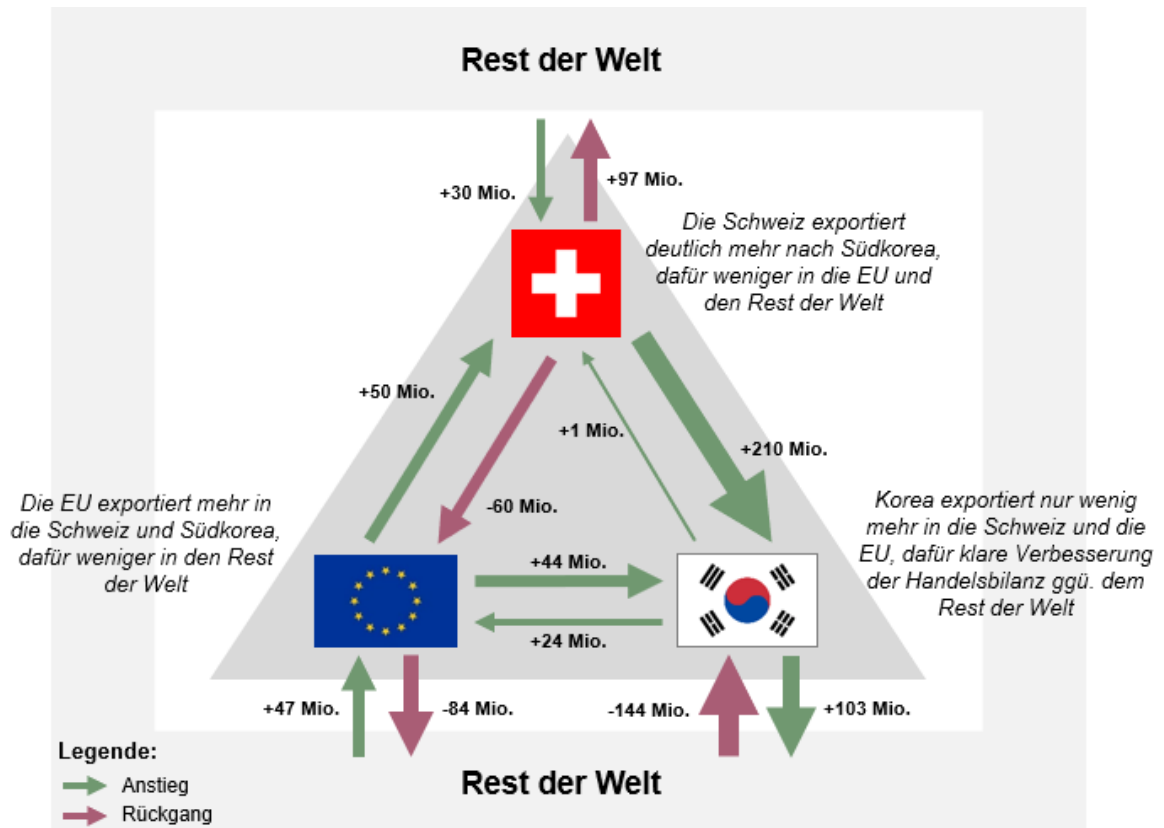 Rest der Welt
+30 Mio.
+97 Mio.
Die Schweiz exportiert
deutlich mehr nach Südkorea,
dafür weniger in die EU und
den Rest der Welt
+50 Mio.
+1 Mio.
+210 Mio.
-60 Mio.
Die EU exportiert mehr in
die Schweiz und Südkorea,
dafür weniger in den Rest
der Welt
Korea exportiert nur wenig
mehr in die Schweiz und die
EU, dafür klare Verbesserung
der Handelsbilanz ggü. dem
Rest der Welt
+44 Mio.
+24 Mio.
+47 Mio.
-84 Mio.
-144 Mio.
+103 Mio.
Legende:
Anstieg
Rückgang
Rest der Welt